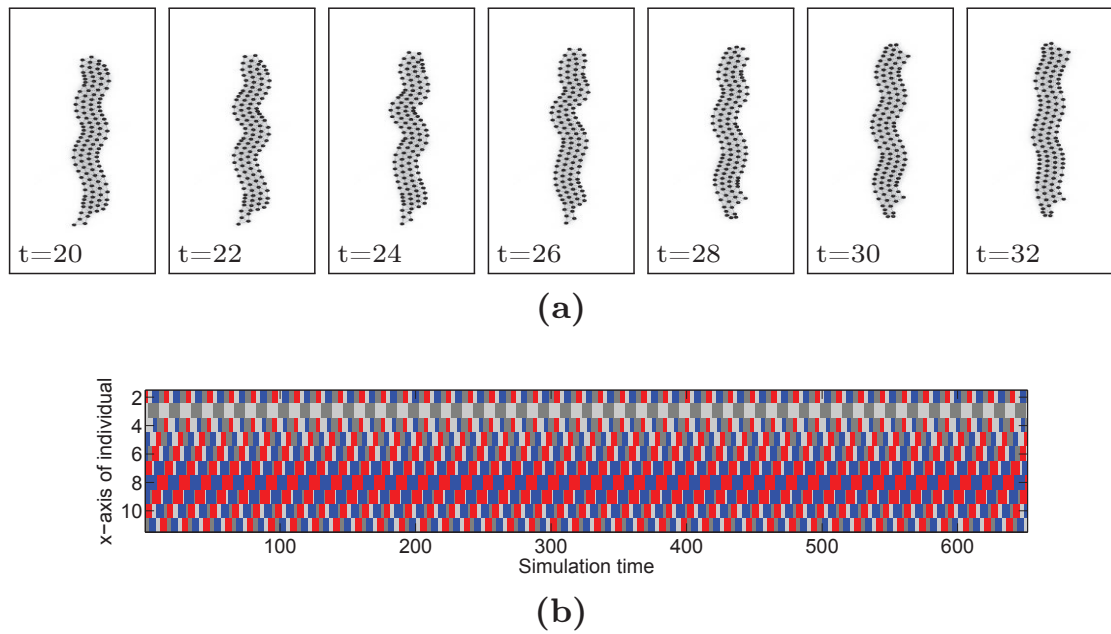 t=20 t=22 t=24 t=26 t=28 t=30 t=32
(a)
x−axis of individual
2
4
6
8
10
100 200 300 400 500 600
Simulation time
(b)